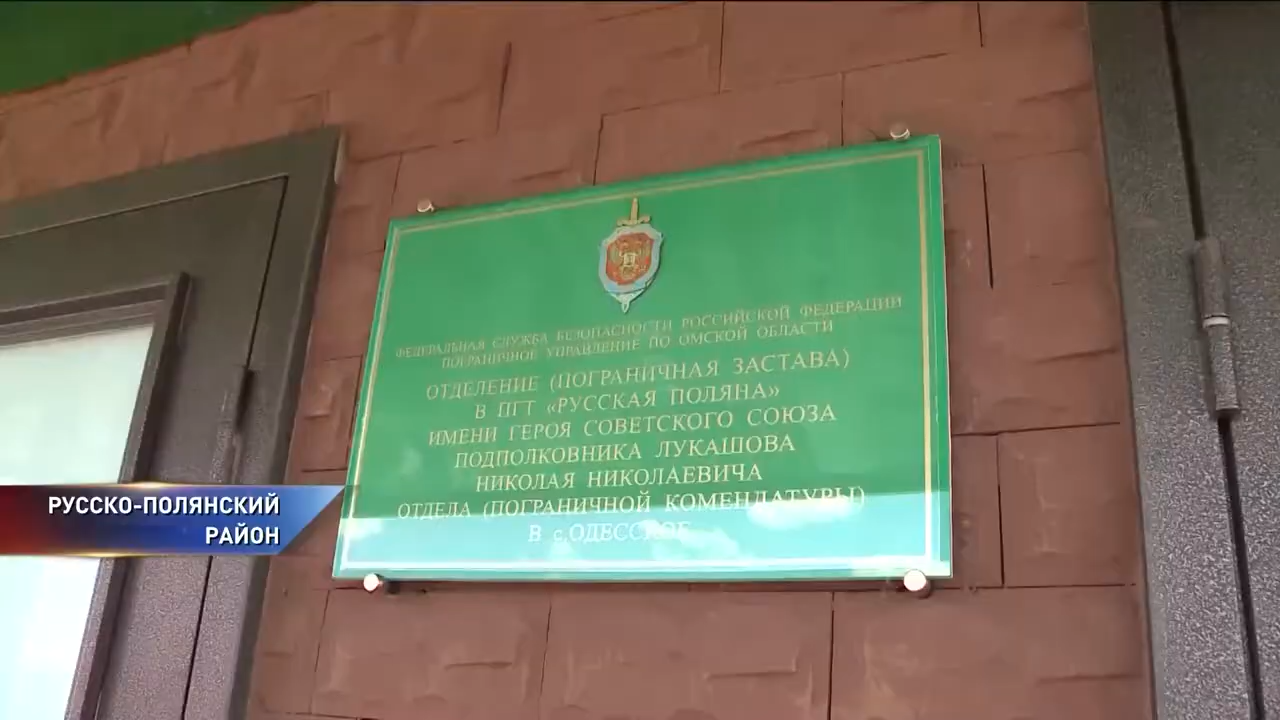 ФЕДЕРАЛЬНАЯ СЛУЖБА БЕЗОПАСНОСТИ РОССИЙСКОЙ ФЕДЕРАЦИИ
ПОГРАНИЧНОЕ УПРАВЛЕНИЕ ПО ОМСКОЙ ОБЛАСТИ
ОТДЕЛЕНИЕ (ПОГРАНИЧНАЯ ЗАСТАВА)
В ПГТ «РУССКАЯ ПОЛЯНА»
ИМЕНИ ГЕРОЯ СОВЕТСКОГО СОЮЗА
ПОДПОЛКОВНИКА ЛУКАШОВА
НИКОЛАЯ НИКОЛАЕВИЧА
ОТДЕЛА (ПОГРАНИЧНОЙ КОМЕНДАТУРЫ)
В с.ОДЕССКОЕ
РУССКО-ПОЛЯНСКИЙ
РАЙОН